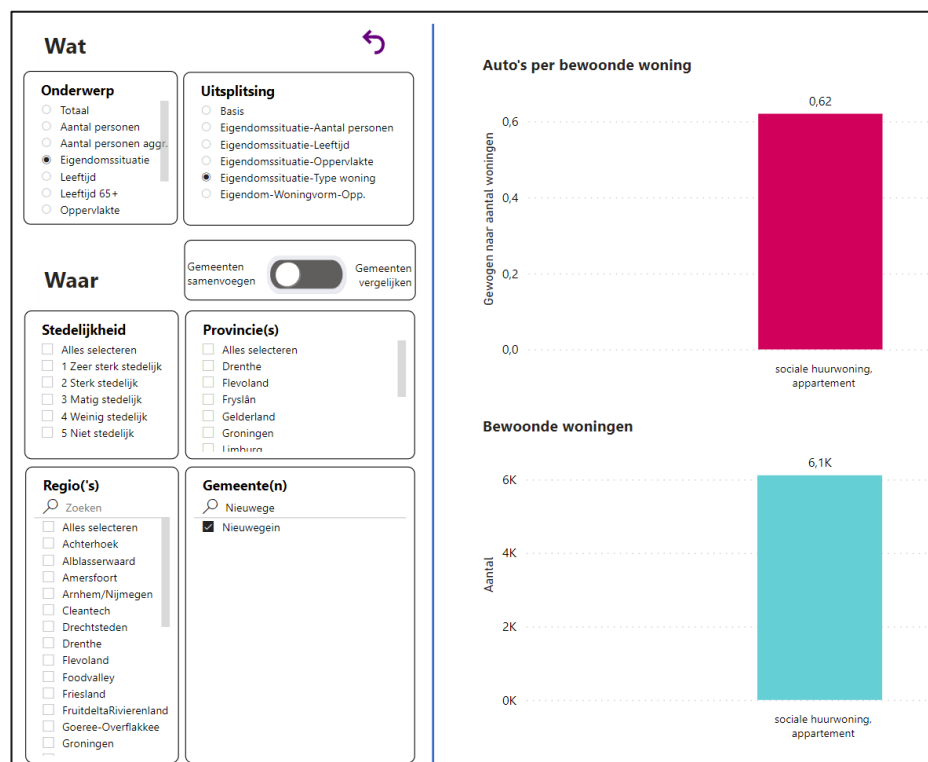 Wat
Onderwerp
Totaal
Aantal personen
Aantal personen aggr.
Eigendomssituatie
Leeftijd
Leeftijd 65+
Oppervlakte
Uitsplitsing
Basis
Eigendomssituatie-Aantal personen
Eigendomssituatie-Leeftijd
Eigendomssituatie-Oppervlakte
Eigendomssituatie-Type woning
Eigendom-Woningvorm-Opp.
Waar
Gemeenten
samenvoegen
Gemeenten
vergelijken
Stedelijkheid
Alles selecteren
1 Zeer sterk stedelijk
2 Sterk stedelijk
3 Matig stedelijk
4 Weinig stedelijk
5 Niet stedelijk
Provincie(s)
Alles selecteren
Drenthe
Flevoland
Fryslân
Gelderland
Groningen
Limburg
Regio('s)
Zoeken
Alles selecteren
Achterhoek
Alblasserwaard
Amersfoort
Arnhem/Nijmegen
Cleantech
Drechtsteden
Drenthe
Flevoland
Foodvalley
Friesland
FruitdeltaRivierenland
Goeree-Overflakkee
Groningen
Gemeente(n)
Nieuwege
Nieuwegein
Auto's per bewoonde woning
Gewogen naar aantal woningen
0,6
0,4
0,2
0,0
0,62
sociale huurwoning,
appartement
Bewoonde woningen
Aantal
6K
4K
2K
0K
6,1K
sociale huurwoning,
appartement